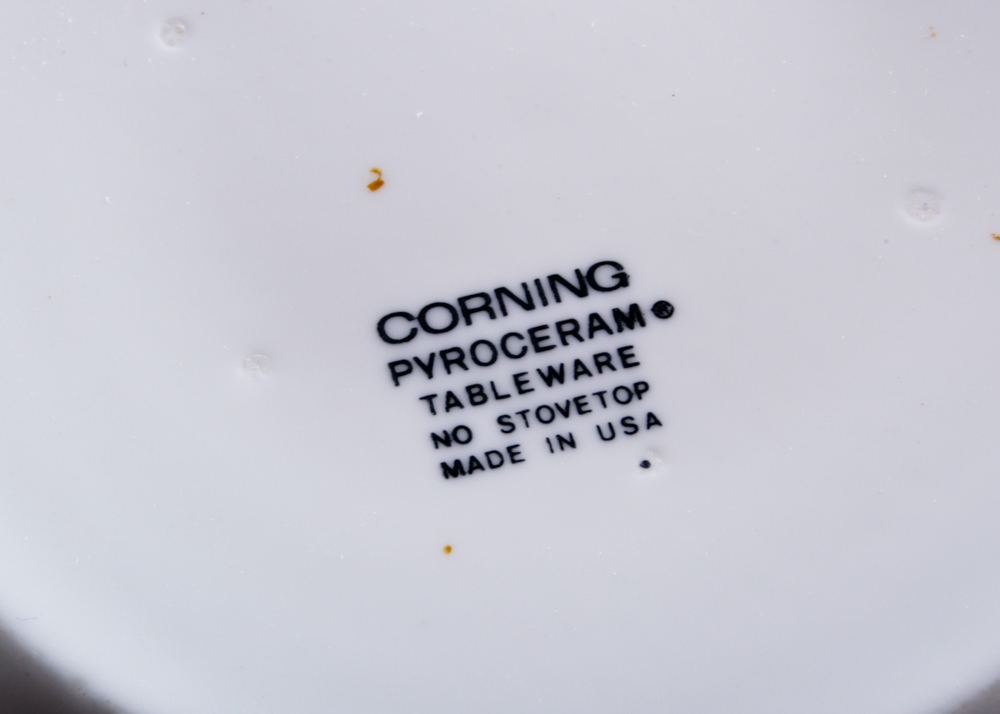 CORNING
PYROCERAM®
TABLEWARE
NO STOVETOP
MADE IN USA